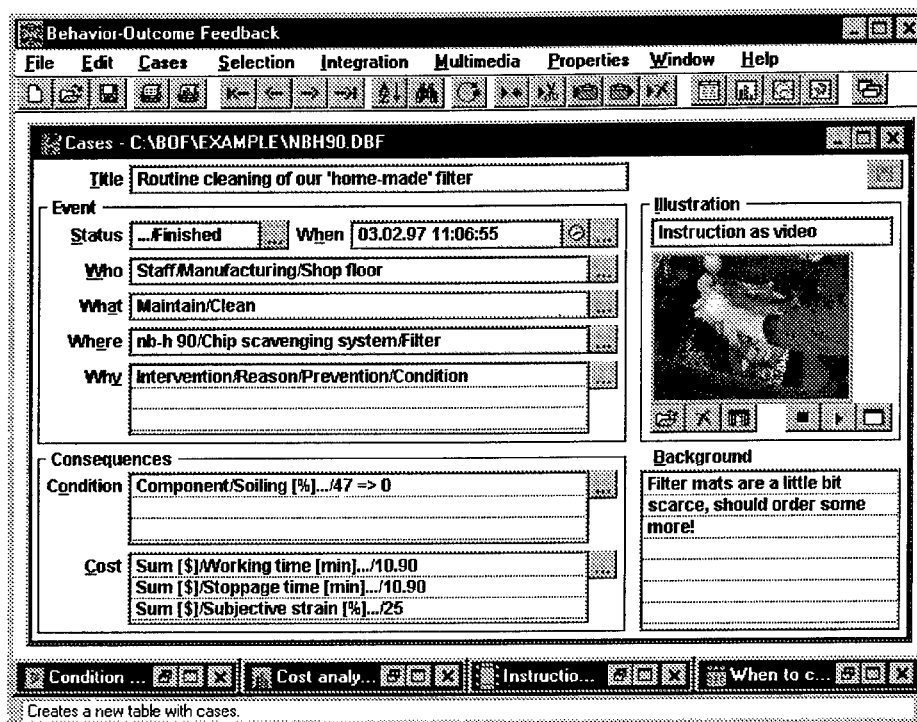 Behavior-Outcome Feedback
File Edit Cases Selection Integration Multimedia Properties Window Help
Cases - C:\BOF\EXAMPLE\NBH90.DBF
Title Routine cleaning of our 'home-made' filter
Event
Status .../Finished ... When 03.02.97 11:06:55 ...
Who Staff/Manufacturing/Shop floor ...
What Maintain/Clean ...
Where nb-h 90/Chip scavenging system/Filter ...
Why Intervention/Reason/Prevention/Condition ...
Illustration
Instruction as video
Consequences
Condition Component/Soiling [%].../47 => 0 ...
Cost Sum [$]/Working time [min].../10.90 ...
Sum [$]/Stoppage time [min].../10.90
Sum [$]/Subjective strain [%].../25
Background
Filter mats are a little bit
scarce, should order some
more!
Condition ... Cost analy... Instructio... When to c...
Creates a new table with cases.